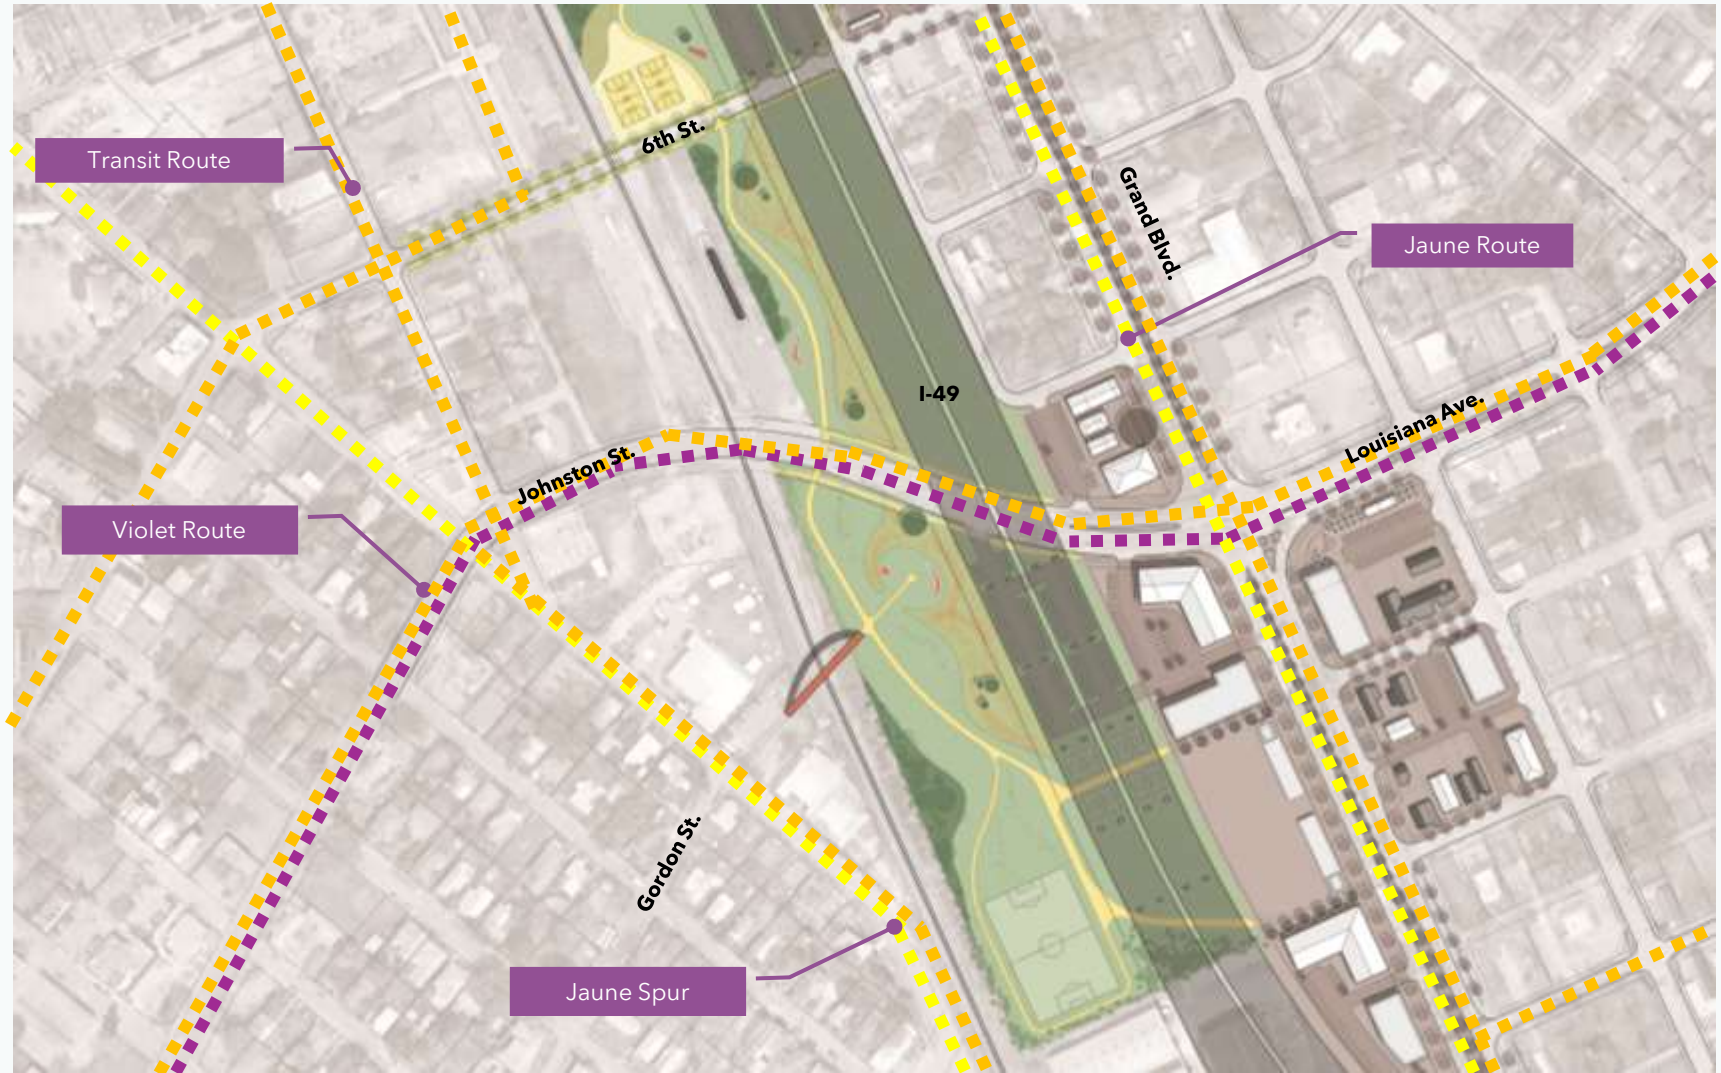 6th St.
Transit Route
Grand Blvd.
Jaune Route
I-49
Louisiana Ave.
Johnston St.
Violet Route
Gordon St.
Jaune Spur